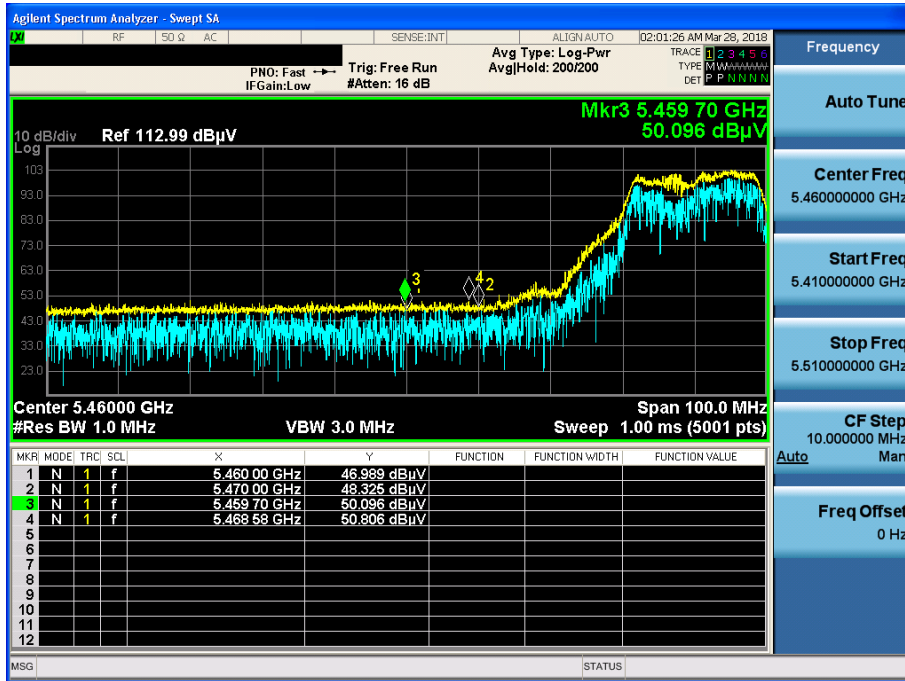 Agilent Spectrum Analyzer - Swept SA
LXI RF 50 Ω AC SENSE:INT ALIGN AUTO 02:01:26 AM Mar 28, 2018
Frequency
PNO: Fast
IFGain:Low
Trig: Free Run
#Atten: 16 dB
Avg Type: Log-Pwr
Avg|Hold: 200/200
TRACE 1 2 3 4 5 6
TYPE M W
DET P P N N N N
Auto Tune
Mkr3 5.459 70 GHz
50.096 dBµV
10 dB/div Ref 112.99 dBµV
Log
103
93.0
83.0
73.0
63.0
53.0
43.0
33.0
23.0
3
4
2
Center 5.46000 GHz Span 100.0 MHz
#Res BW 1.0 MHz VBW 3.0 MHz Sweep 1.00 ms (5001 pts)
Center Freq
5.460000000 GHz
Start Freq
5.410000000 GHz
Stop Freq
5.510000000 GHz
CF Step
10.000000 MHz
Auto Man
Freq Offset
0 Hz
MKR MODE TRC SCL X Y FUNCTION FUNCTION WIDTH FUNCTION VALUE
1 N 1 f 5.460 00 GHz 46.989 dBµV
2 N 1 f 5.470 00 GHz 48.325 dBµV
3 N 1 f 5.459 70 GHz 50.096 dBµV
4 N 1 f 5.468 58 GHz 50.806 dBµV
5
6
7
8
9
10
11
12
MSG STATUS